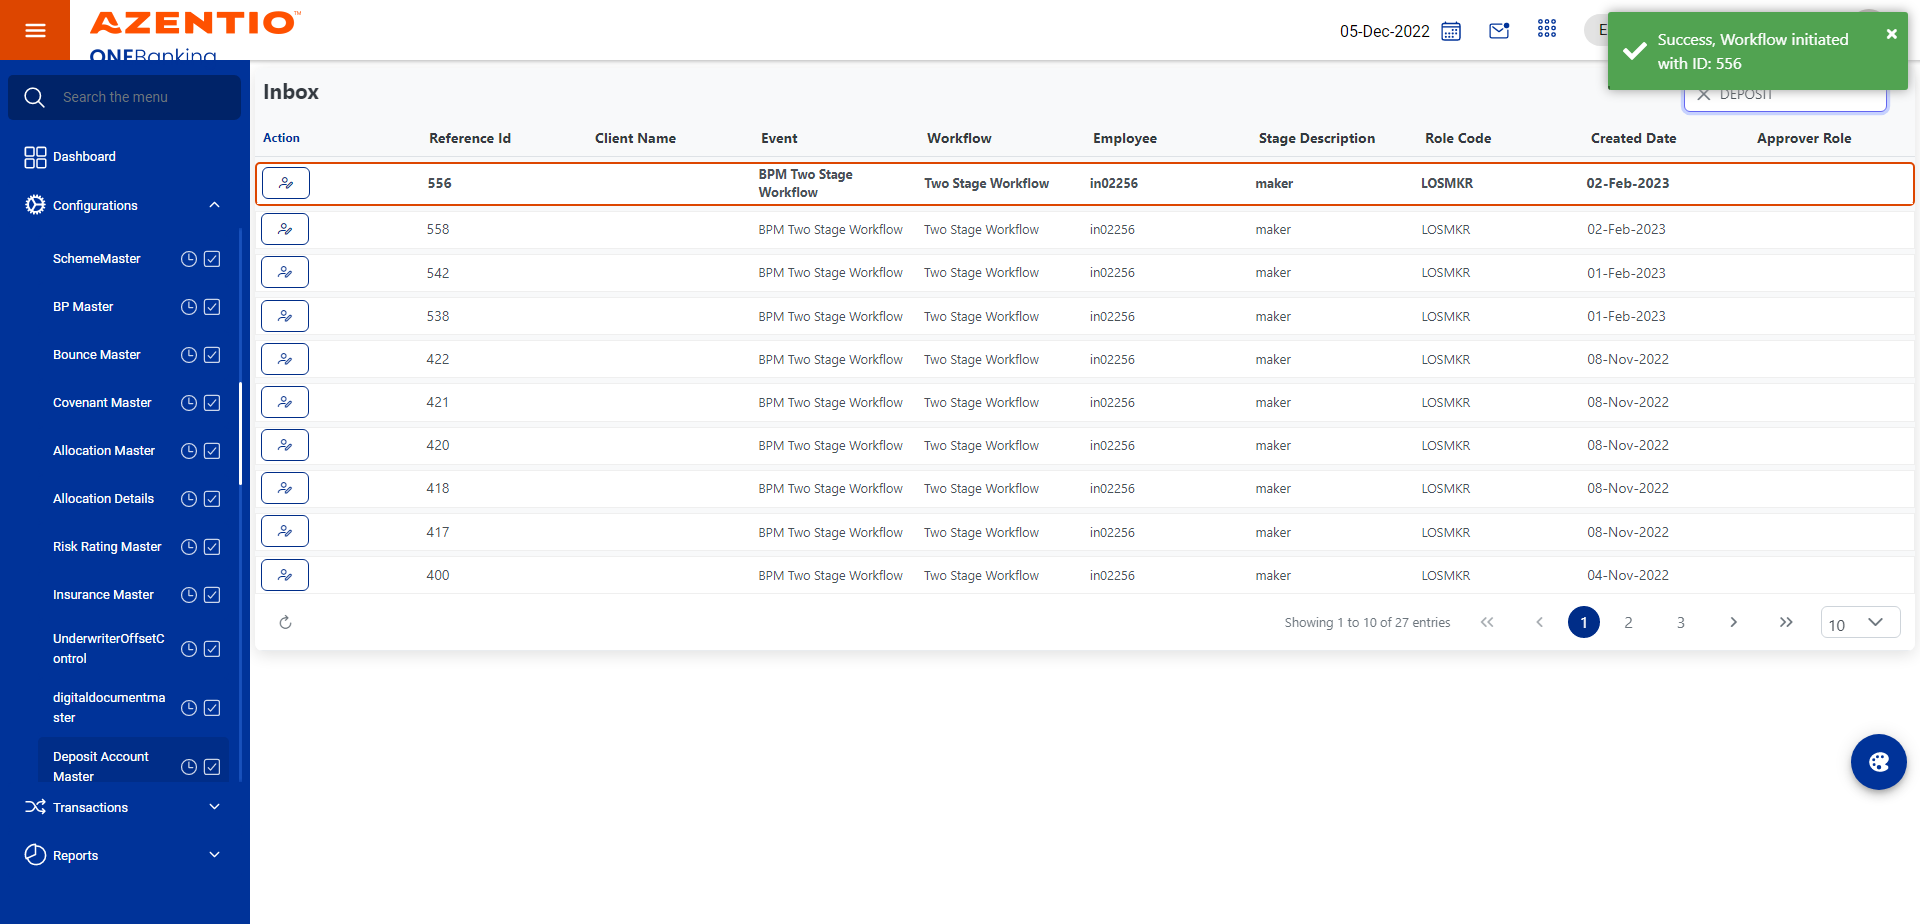 AZENTIO™
ONEBanking
05-Dec-2022
E
Success, Workflow initiated
with ID: 556
Search the menu
Dashboard
Configurations
SchemeMaster
BP Master
Bounce Master
Covenant Master
Allocation Master
Allocation Details
Risk Rating Master
Insurance Master
UnderwriterOffsetC
ontrol
digitaldocumentma
ster
Deposit Account
Master
Transactions
Reports
Inbox
DEPOSIT
Action Reference Id Client Name Event Workflow Employee Stage Description Role Code Created Date Approver Role
556 BPM Two Stage Workflow Two Stage Workflow in02256 maker LOSMKR 02-Feb-2023
558 BPM Two Stage Workflow Two Stage Workflow in02256 maker LOSMKR 02-Feb-2023
542 BPM Two Stage Workflow Two Stage Workflow in02256 maker LOSMKR 01-Feb-2023
538 BPM Two Stage Workflow Two Stage Workflow in02256 maker LOSMKR 01-Feb-2023
422 BPM Two Stage Workflow Two Stage Workflow in02256 maker LOSMKR 08-Nov-2022
421 BPM Two Stage Workflow Two Stage Workflow in02256 maker LOSMKR 08-Nov-2022
420 BPM Two Stage Workflow Two Stage Workflow in02256 maker LOSMKR 08-Nov-2022
418 BPM Two Stage Workflow Two Stage Workflow in02256 maker LOSMKR 08-Nov-2022
417 BPM Two Stage Workflow Two Stage Workflow in02256 maker LOSMKR 08-Nov-2022
400 BPM Two Stage Workflow Two Stage Workflow in02256 maker LOSMKR 04-Nov-2022
Showing 1 to 10 of 27 entries 1 2 3 10